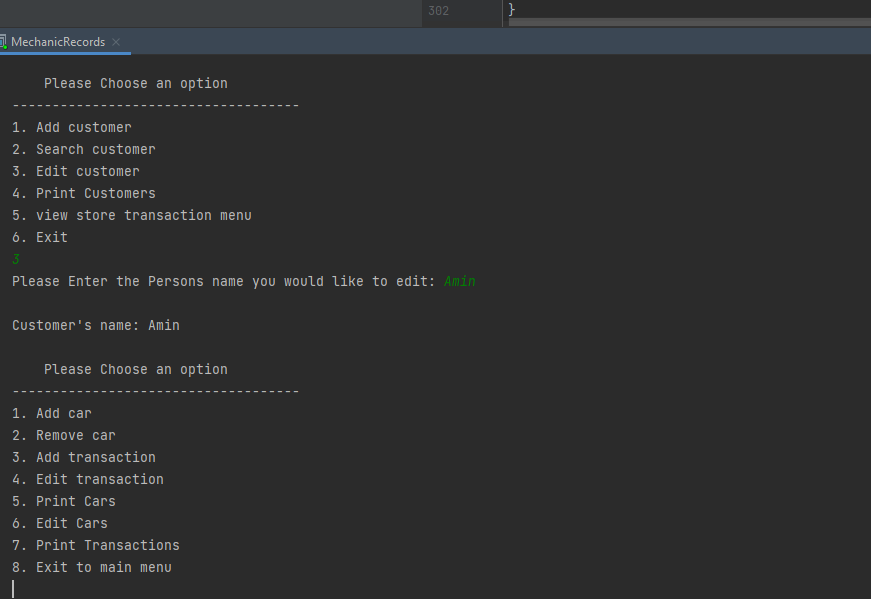 302 }
MechanicRecords ×
Please Choose an option
------------------------------------
1. Add customer
2. Search customer
3. Edit customer
4. Print Customers
5. view store transaction menu
6. Exit
3
Please Enter the Persons name you would like to edit: Amin
Customer's name: Amin
Please Choose an option
------------------------------------
1. Add car
2. Remove car
3. Add transaction
4. Edit transaction
5. Print Cars
6. Edit Cars
7. Print Transactions
8. Exit to main menu